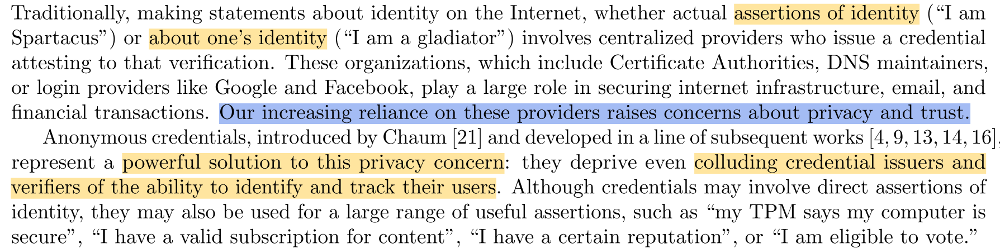 Traditionally, making statements about identity on the Internet, whether actual assertions of identity (“I am
Spartacus”) or about one’s identity (“I am a gladiator”) involves centralized providers who issue a credential
attesting to that verification. These organizations, which include Certificate Authorities, DNS maintainers,
or login providers like Google and Facebook, play a large role in securing internet infrastructure, email, and
financial transactions. Our increasing reliance on these providers raises concerns about privacy and trust.
Anonymous credentials, introduced by Chaum [21] and developed in a line of subsequent works [4, 9, 13, 14, 16],
represent a powerful solution to this privacy concern: they deprive even colluding credential issuers and
verifiers of the ability to identify and track their users. Although credentials may involve direct assertions of
identity, they may also be used for a large range of useful assertions, such as “my TPM says my computer is
secure”, “I have a valid subscription for content”, “I have a certain reputation”, or “I am eligible to vote.”